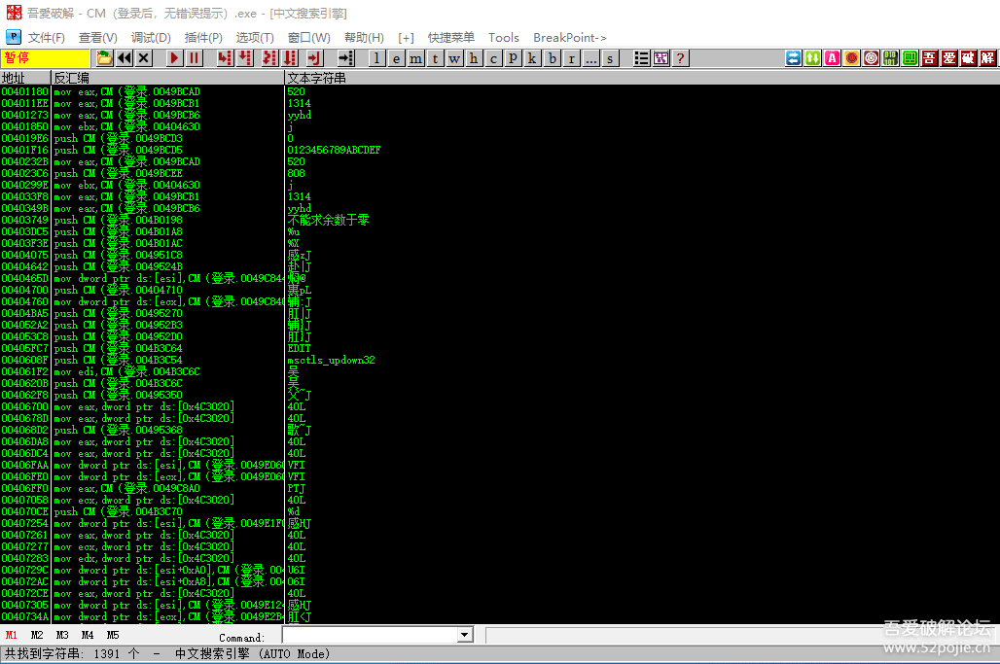 吾爱破解 - CM（登录后，无错误提示）.exe - [中文搜索引擎]
文件(F) 查看(V) 调试(D) 插件(P) 选项(T) 窗口(W) 帮助(H) [+] 快捷菜单 Tools BreakPoint->
暂停 l e m t w h c p k b r ... s ? 吾 爱 破 解
地址 反汇编 文本字符串
00401180 mov eax,CM（登录.0049BCAD 520
004011EE mov eax,CM（登录.0049BCB1 1314
00401273 mov eax,CM（登录.0049BCB6 yyhd
00401850 mov ebx,CM（登录.00404630 j
004019E6 push CM（登录.0049BCD3 0
00401F16 push CM（登录.0049BCD5 0123456789ABCDEF
0040232B mov eax,CM（登录.0049BCAD 520
004023C6 push CM（登录.0049BCEE 808
0040299E mov ebx,CM（登录.00404630 j
004033F8 mov eax,CM（登录.0049BCB1 1314
0040349B mov eax,CM（登录.0049BCB6 yyhd
00403749 push CM（登录.004B0198 不能求余数于零
00403DC5 push CM（登录.004B01A8 %u
00403F3E push CM（登录.004B01AC %X
00404075 push CM（登录.004951C8 感zJ
00404642 push CM（登录.0049524B 赴|J
0040465D mov dword ptr ds:[esi],CM（登录.0049C844
00404700 push CM（登录.00404710 裹pL
00404760 mov dword ptr ds:[ecx],CM（登录.0049C840 辅:J
00404BA5 push CM（登录.00495270 肛|J
004052A2 push CM（登录.004952B3 辅}J
004053C8 push CM（登录.004952D0 肛}J
00405FC7 push CM（登录.004B3C64 EDIT
0040608F push CM（登录.004B3C54 msctls_updown32
004061F2 mov edi,CM（登录.004B3C6C 吴
0040620B push CM（登录.004B3C6C 吴
004062F8 push CM（登录.00495350 父~J
00406700 mov eax,dword ptr ds:[0x4C3020] 40L
0040678D mov eax,dword ptr ds:[0x4C3020] 40L
004068D2 push CM（登录.00495368 歌~J
00406DA8 mov eax,dword ptr ds:[0x4C3020] 40L
00406DC4 mov eax,dword ptr ds:[0x4C3020] 40L
00406FAA mov dword ptr ds:[esi],CM（登录.0049E060 VFI
00406FE0 mov dword ptr ds:[ecx],CM（登录.0049E060 VFI
00406FF0 mov eax,CM（登录.0049C8A0 PIJ
00407058 mov ecx,dword ptr ds:[0x4C3020] 40L
004070CE push CM（登录.004B3C70 %d
00407254 mov dword ptr ds:[esi],CM（登录.0049E1F0 感HJ
00407261 mov eax,dword ptr ds:[0x4C3020] 40L
00407277 mov ecx,dword ptr ds:[0x4C3020] 40L
00407283 mov edx,dword ptr ds:[0x4C3020] 40L
0040729C mov dword ptr ds:[esi+0xA0],CM（登录.004 U6I
004072AC mov dword ptr ds:[esi+0xA8],CM（登录.004 06I
004072CE mov eax,dword ptr ds:[0x4C3020] 40L
00407305 mov dword ptr ds:[esi],CM（登录.0049E124 感HJ
0040734A mov dword ptr ds:[ecx],CM（登录.0049E2B4 肛<J
M1 M2 M3 M4 M5 Command:
共找到字符串: 1391 个 - 中文搜索引擎 (AUTO Mode)
吾爱破解论坛
www.52pojie.cn